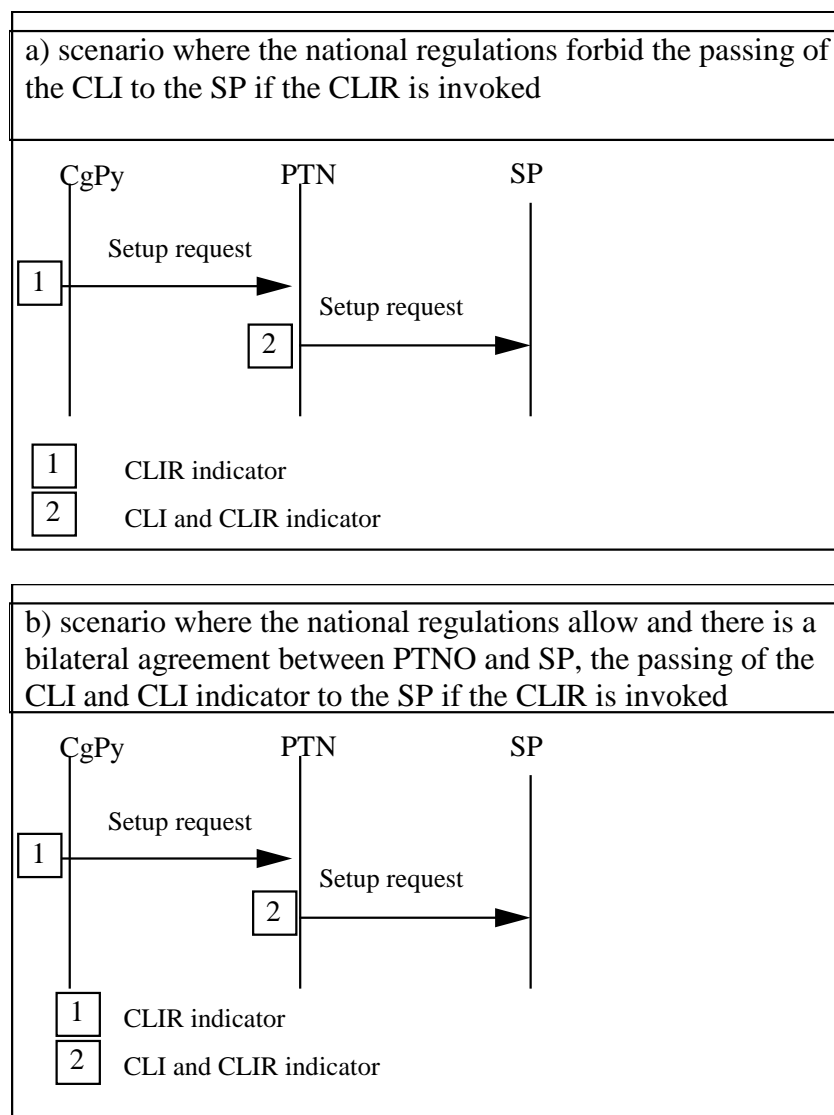 a) scenario where the national regulations forbid the passing of
the CLI to the SP if the CLIR is invoked
CgPy PTN SP
Setup request
1
Setup request
2
1 CLIR indicator
2 CLI and CLIR indicator
b) scenario where the national regulations allow and there is a
bilateral agreement between PTNO and SP, the passing of the
CLI and CLI indicator to the SP if the CLIR is invoked
CgPy PTN SP
Setup request
1
Setup request
2
1 CLIR indicator
2 CLI and CLIR indicator